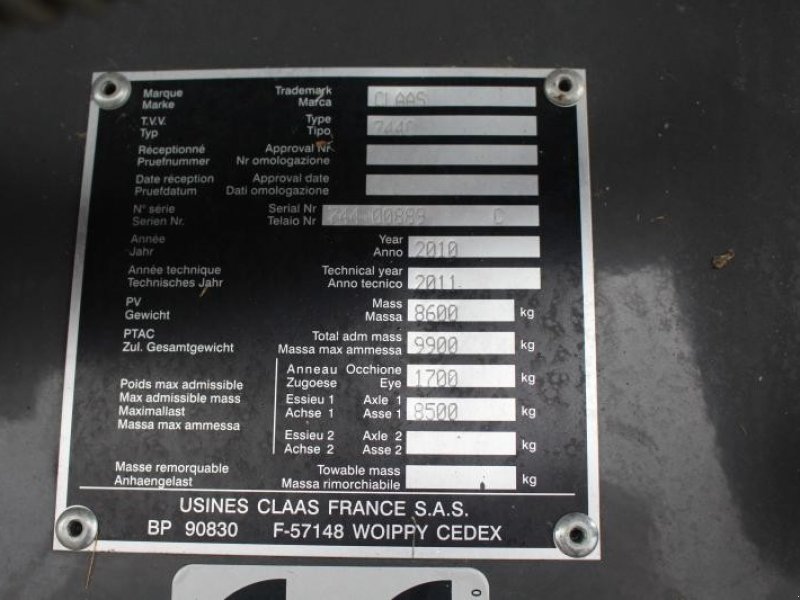 Marque Trademark
Marke Marca CLAAS
T.V.V. Type
Typ Tipo
Réceptionné Approval Nr
Pruefnummer Nr omologazione
Date réception Approval date
Pruefdatum Dati omologazione
N° série Serial Nr
Serien Nr. Telaio Nr 744 00889 C
Année Year
Jahr Anno 2010
Année technique Technical year
Technisches Jahr Anno tecnico 2011
PV Mass
Gewicht Massa 8600 kg
PTAC Total adm mass
Zul. Gesamtgewicht Massa max ammessa 9900 kg
Poids max admissible
Max admissible mass
Maximallast
Massa max ammessa
Anneau Occhione
Zugoese Eye 1700 kg
Essieu 1 Axle 1
Achse 1 Asse 1 8500 kg
Essieu 2 Axle 2
Achse 2 Asse 2 kg
Masse remorquable Towable mass
Anhaengelast Massa rimorchiabile kg
USINES CLAAS FRANCE S.A.S.
BP 90830 F-57148 WOIPPY CEDEX